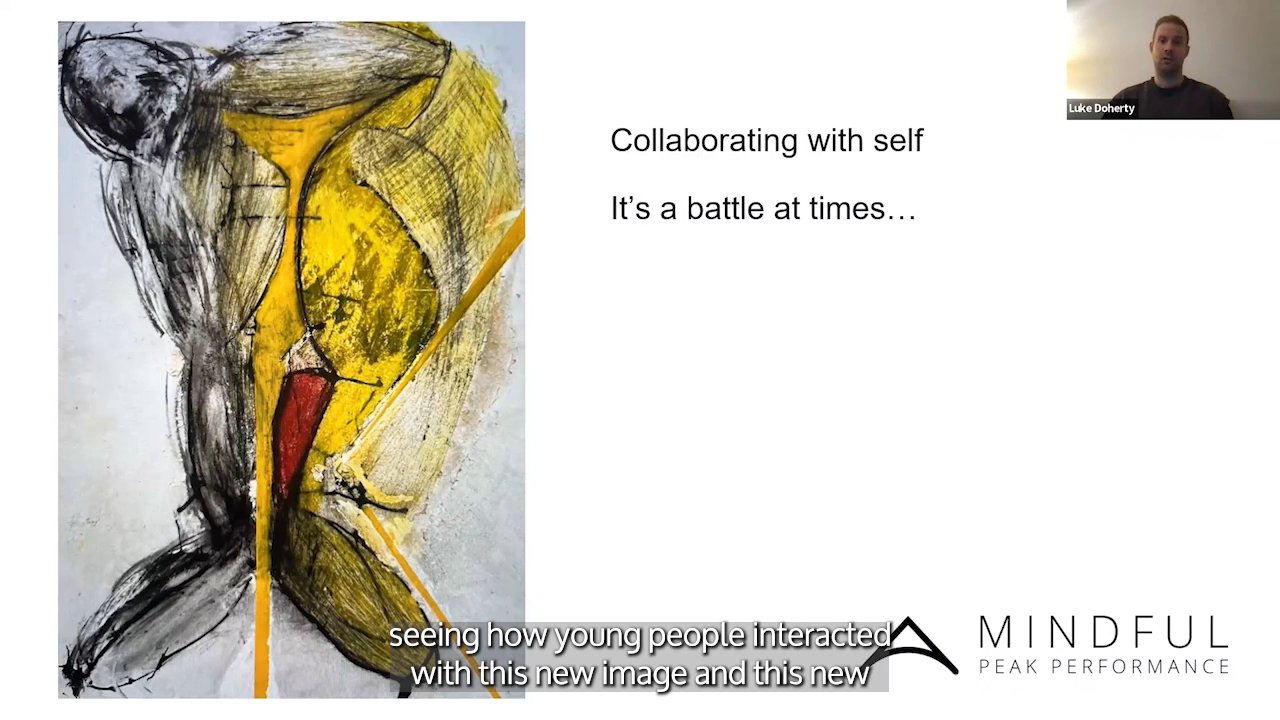 Luke Doherty
Collaborating with self
It’s a battle at times…
seeing how young people interacted
with this new image and this new
MINDFUL
PEAK PERFORMANCE